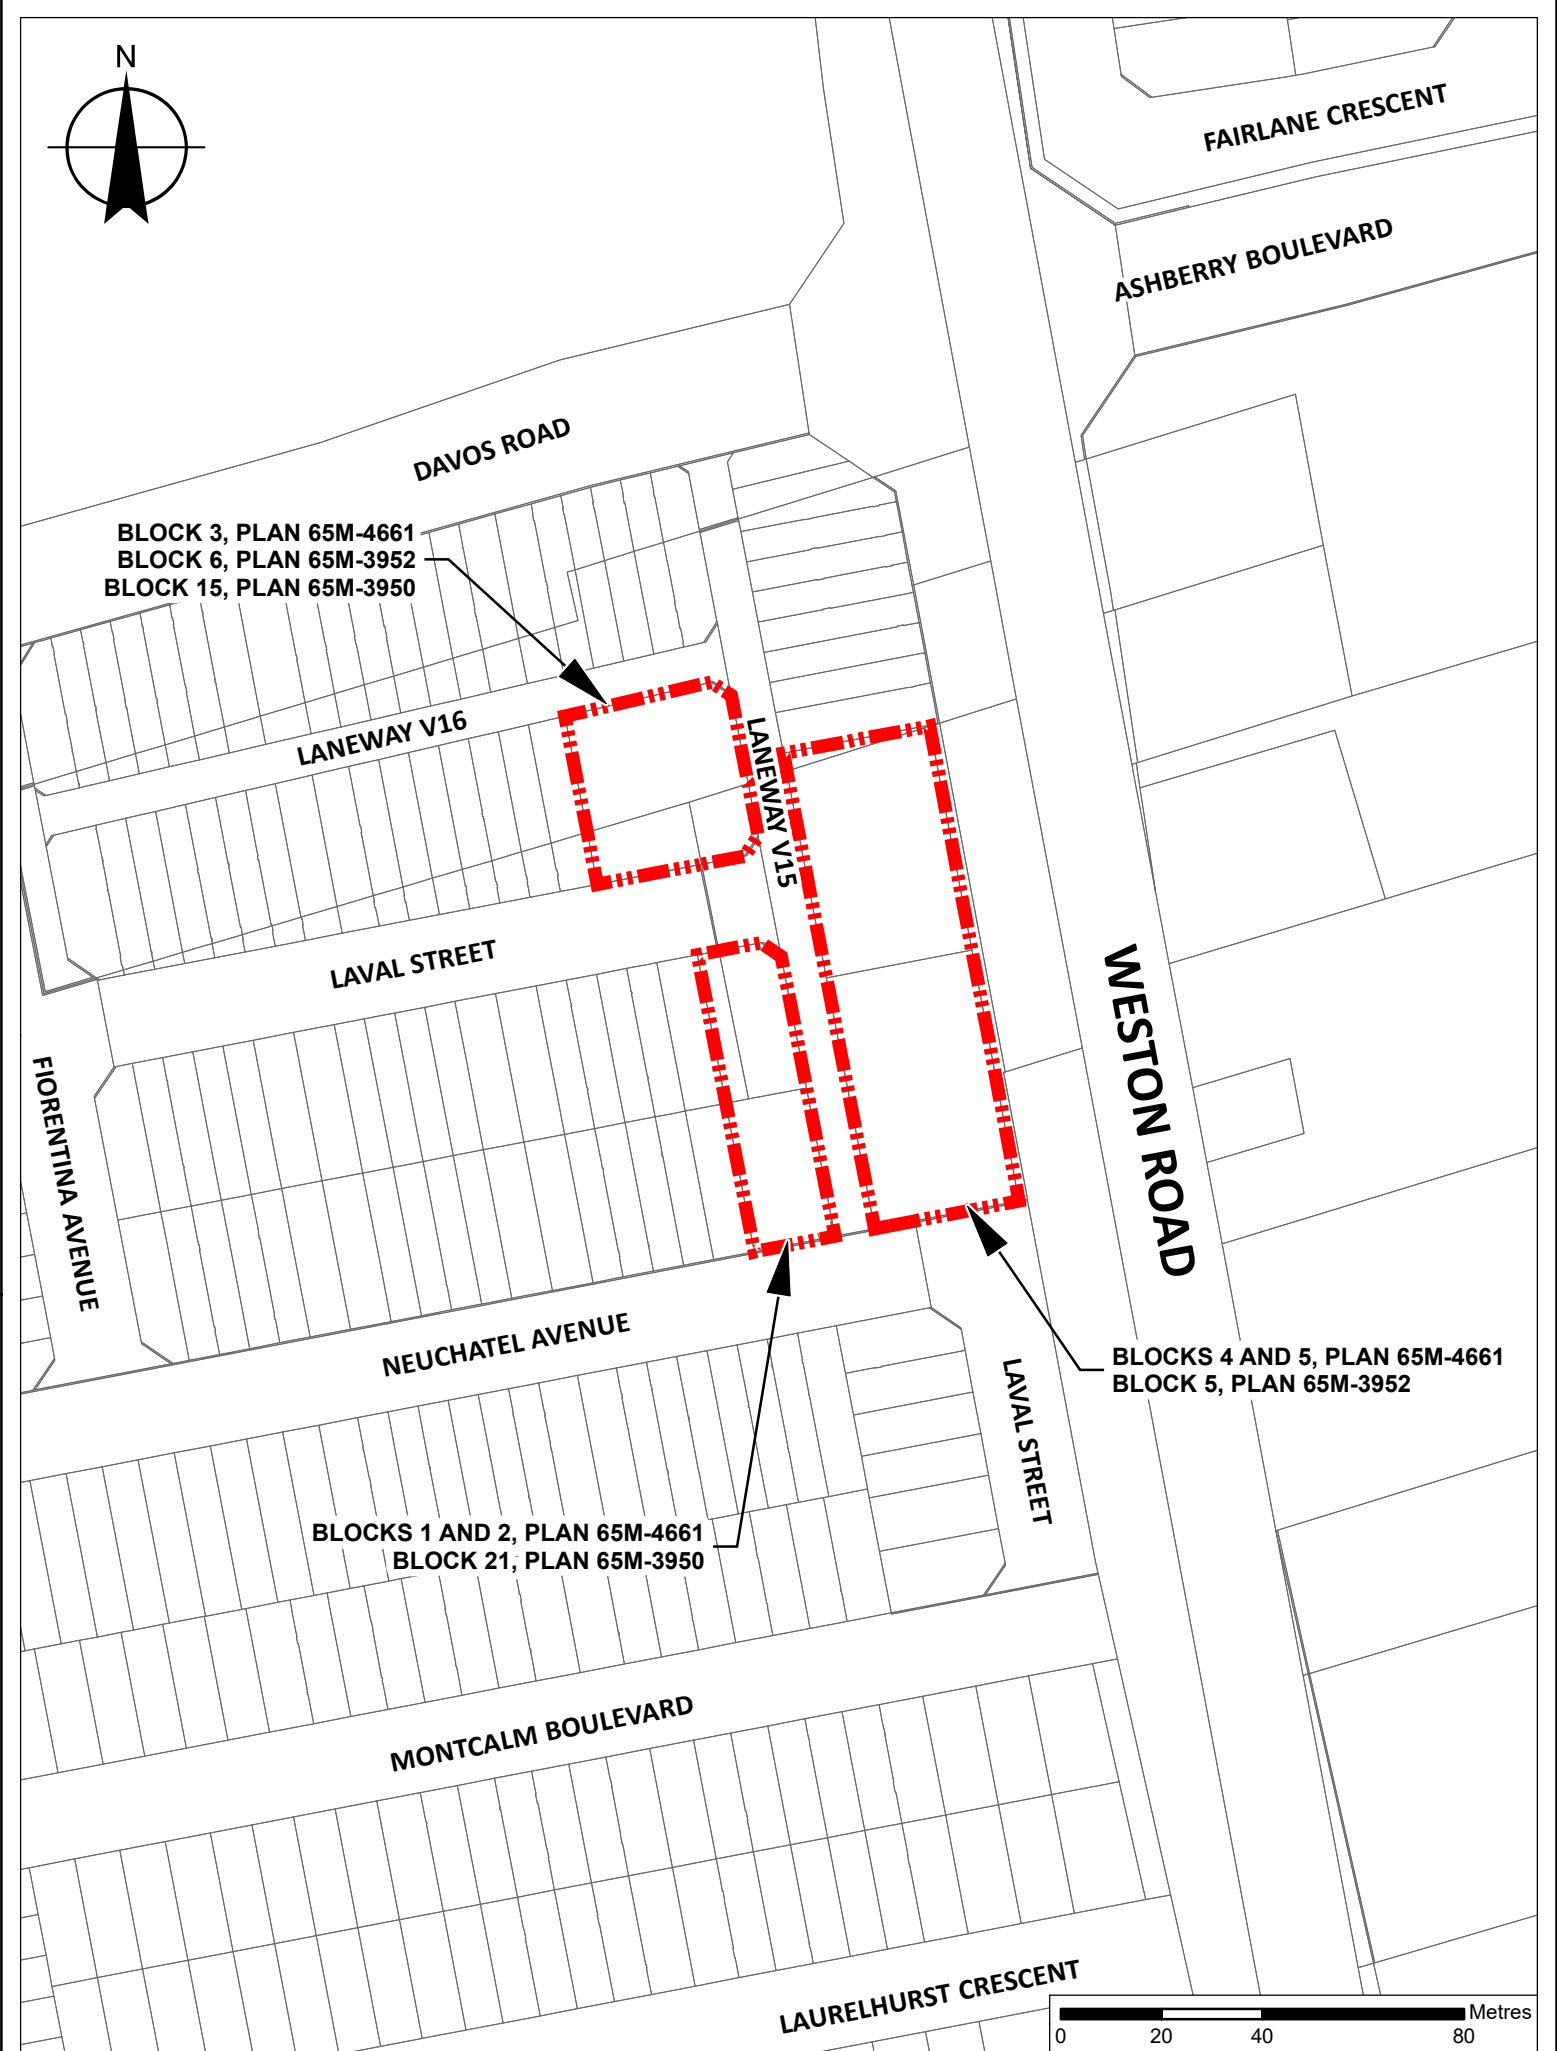 N
FAIRLANE CRESCENT
ASHBERRY BOULEVARD
DAVOS ROAD
BLOCK 3, PLAN 65M-4661
BLOCK 6, PLAN 65M-3952
BLOCK 15, PLAN 65M-3950
LANEWAY V16
LANEWAY V15
LAVAL STREET
WESTON ROAD
FIORENTINA AVENUE
NEUCHATEL AVENUE
BLOCKS 4 AND 5, PLAN 65M-4661
BLOCK 5, PLAN 65M-3952
LAVAL STREET
BLOCKS 1 AND 2, PLAN 65M-4661
BLOCK 21, PLAN 65M-3950
MONTCALM BOULEVARD
LAURELHURST CRESCENT
Metres
0 20 40 80